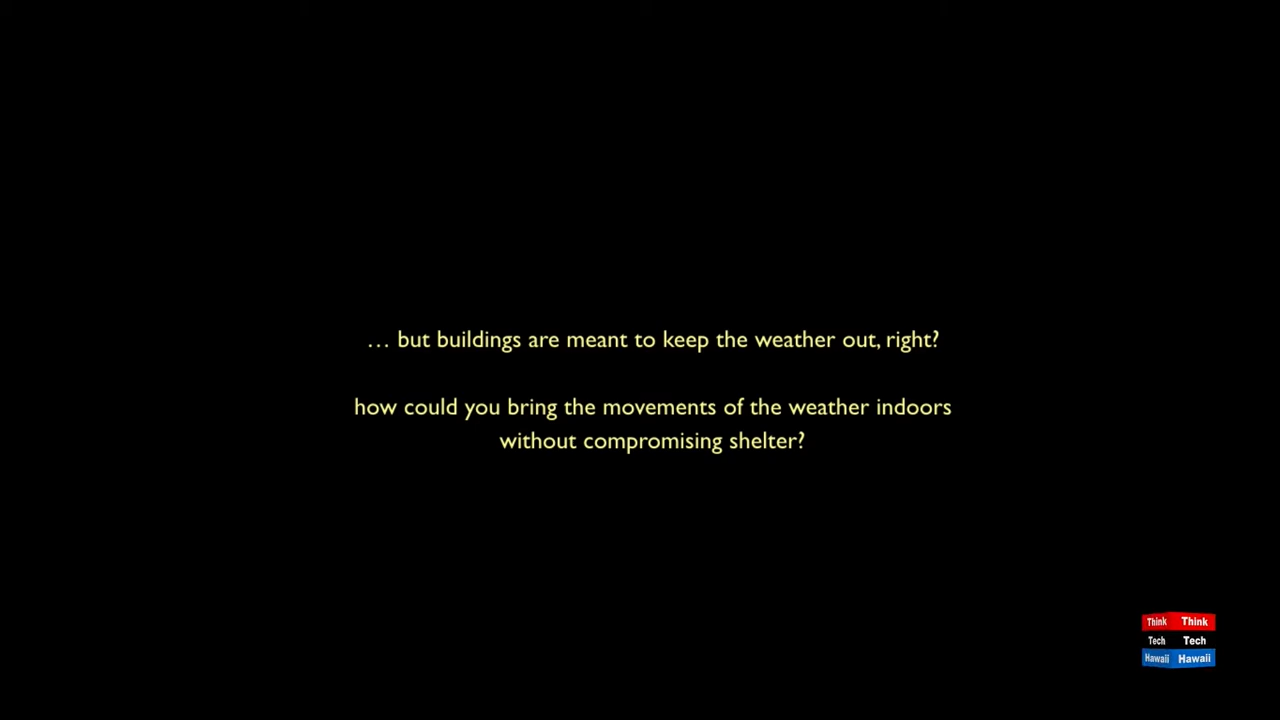 … but buildings are meant to keep the weather out, right?
how could you bring the movements of the weather indoors
without compromising shelter?
Think Think
Tech Tech
Hawaii Hawaii